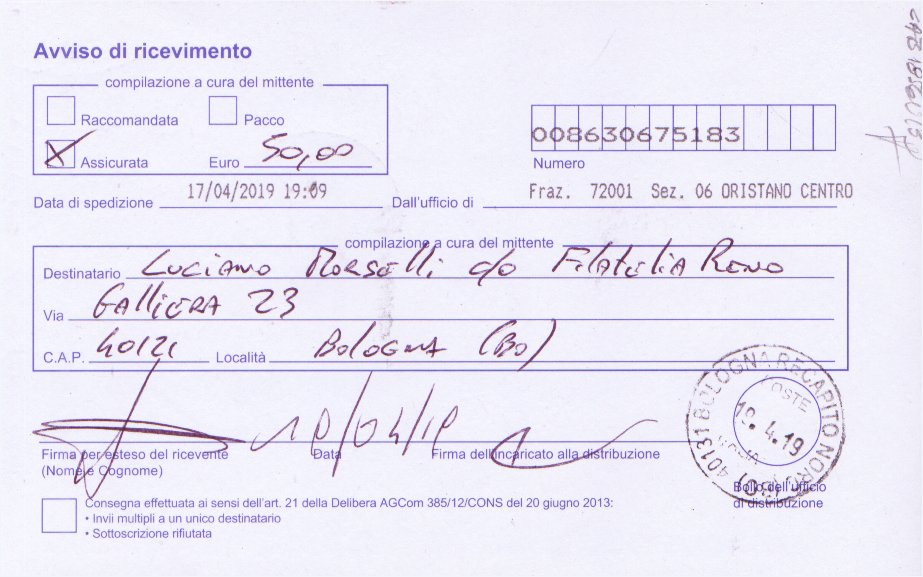 Avviso di ricevimento
compilazione a cura del mittente
Raccomandata Pacco
Assicurata Euro 50,00
008630675183
Numero
Data di spedizione 17/04/2019 19:09 Dall'ufficio di Fraz. 72001 Sez. 06 ORISTANO CENTRO
compilazione a cura del mittente
Destinatario Luciano Morselli c/o Filatelia Reno
Via Galliera 23
C.A.P. 40121 Località Bologna (Bo)
Firma per esteso del ricevente Data Firma dell'incaricato alla distribuzione
(Nome e Cognome)
40131 BOLOGNA RECAPITO NORD (BO)
POSTE
4.19
Bollo dell'ufficio
di distribuzione
Consegna effettuata ai sensi dell'art. 21 della Delibera AGCom 385/12/CONS del 20 giugno 2013:
• Invii multipli a un unico destinatario
• Sottoscrizione rifiutata